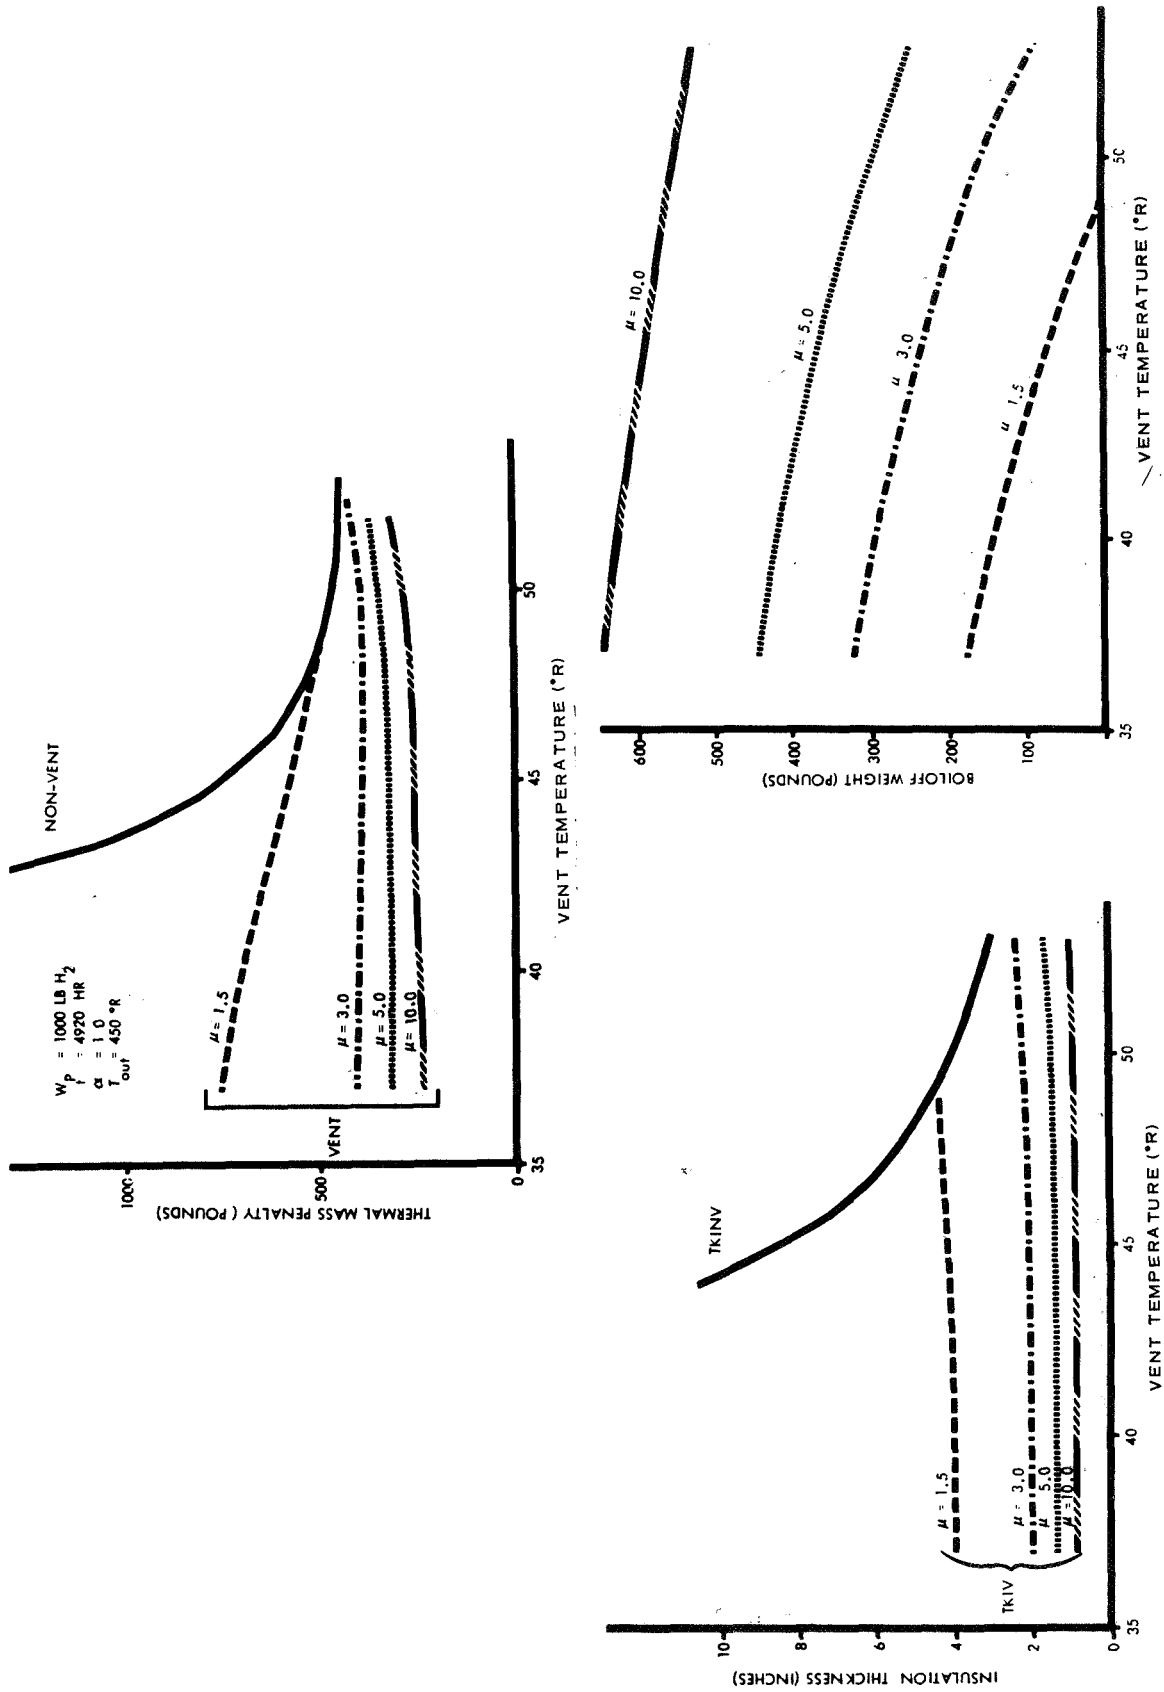 W_P = 1000 LB H_2
t = 4920 HR
α = 1 0
T_out = 450 °R
NON-VENT
μ = 1.5
μ = 3.0
μ = 5.0
μ = 10.0
VENT
THERMAL MASS PENALTY ( POUNDS)
1000
500
0
35
40
45
50
VENT TEMPERATURE (°R)
TKINV
μ = 1.5
μ = 3.0
μ 5.0
μ = 10.0
TKIV
INSULATION THICKNESS (INCHES)
10
8
6
4
2
0
35
40
45
50
VENT TEMPERATURE (°R)
μ = 10.0
μ = 5.0
μ 3.0
μ 1.5
BOILOFF WEIGHT (POUNDS)
600
500
400
300
200
100
35
40
45
50
VENT TEMPERATURE (°R)